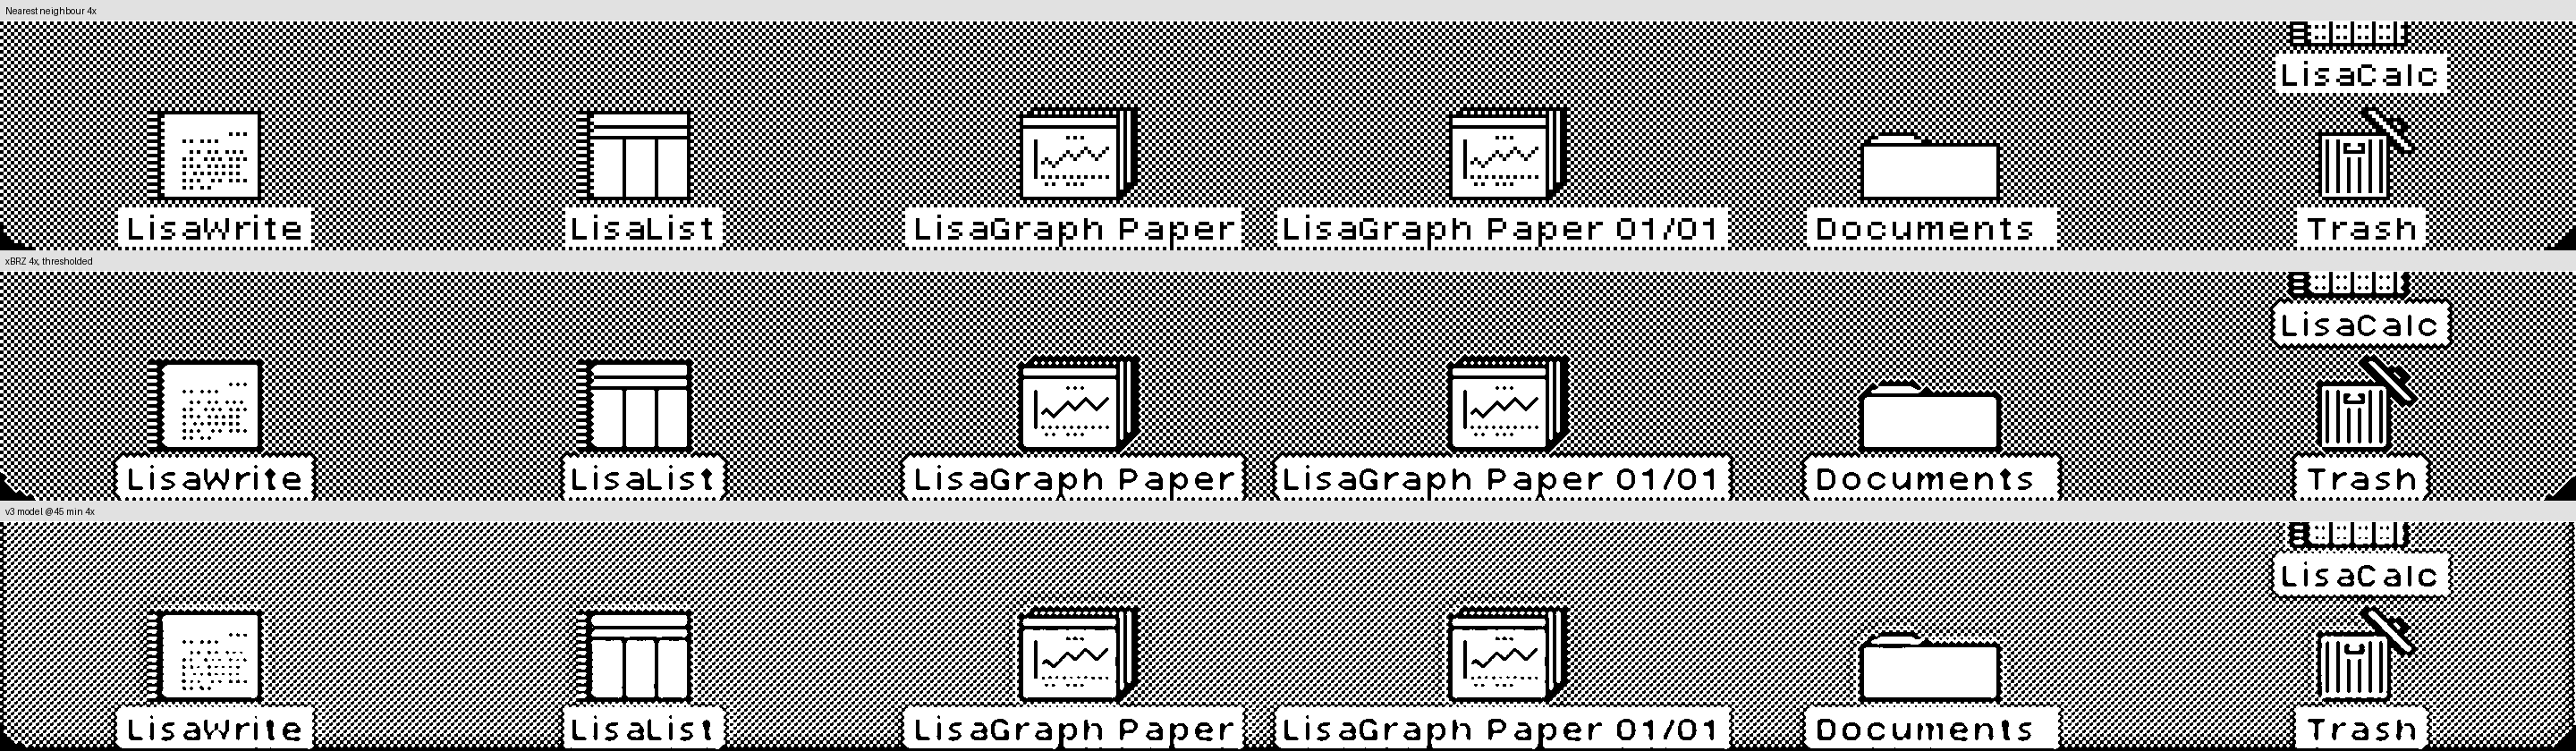 Nearest neighbour 4x
LisaCalc
LisaWrite
LisaList
LisaGraph Paper
LisaGraph Paper 01/01
Documents
Trash
xBRZ 4x, thresholded
LisaCalc
LisaWrite
LisaList
LisaGraph Paper
LisaGraph Paper 01/01
Documents
Trash
v3 model @45 min 4x
LisaCalc
LisaWrite
LisaList
LisaGraph Paper
LisaGraph Paper 01/01
Documents
Trash